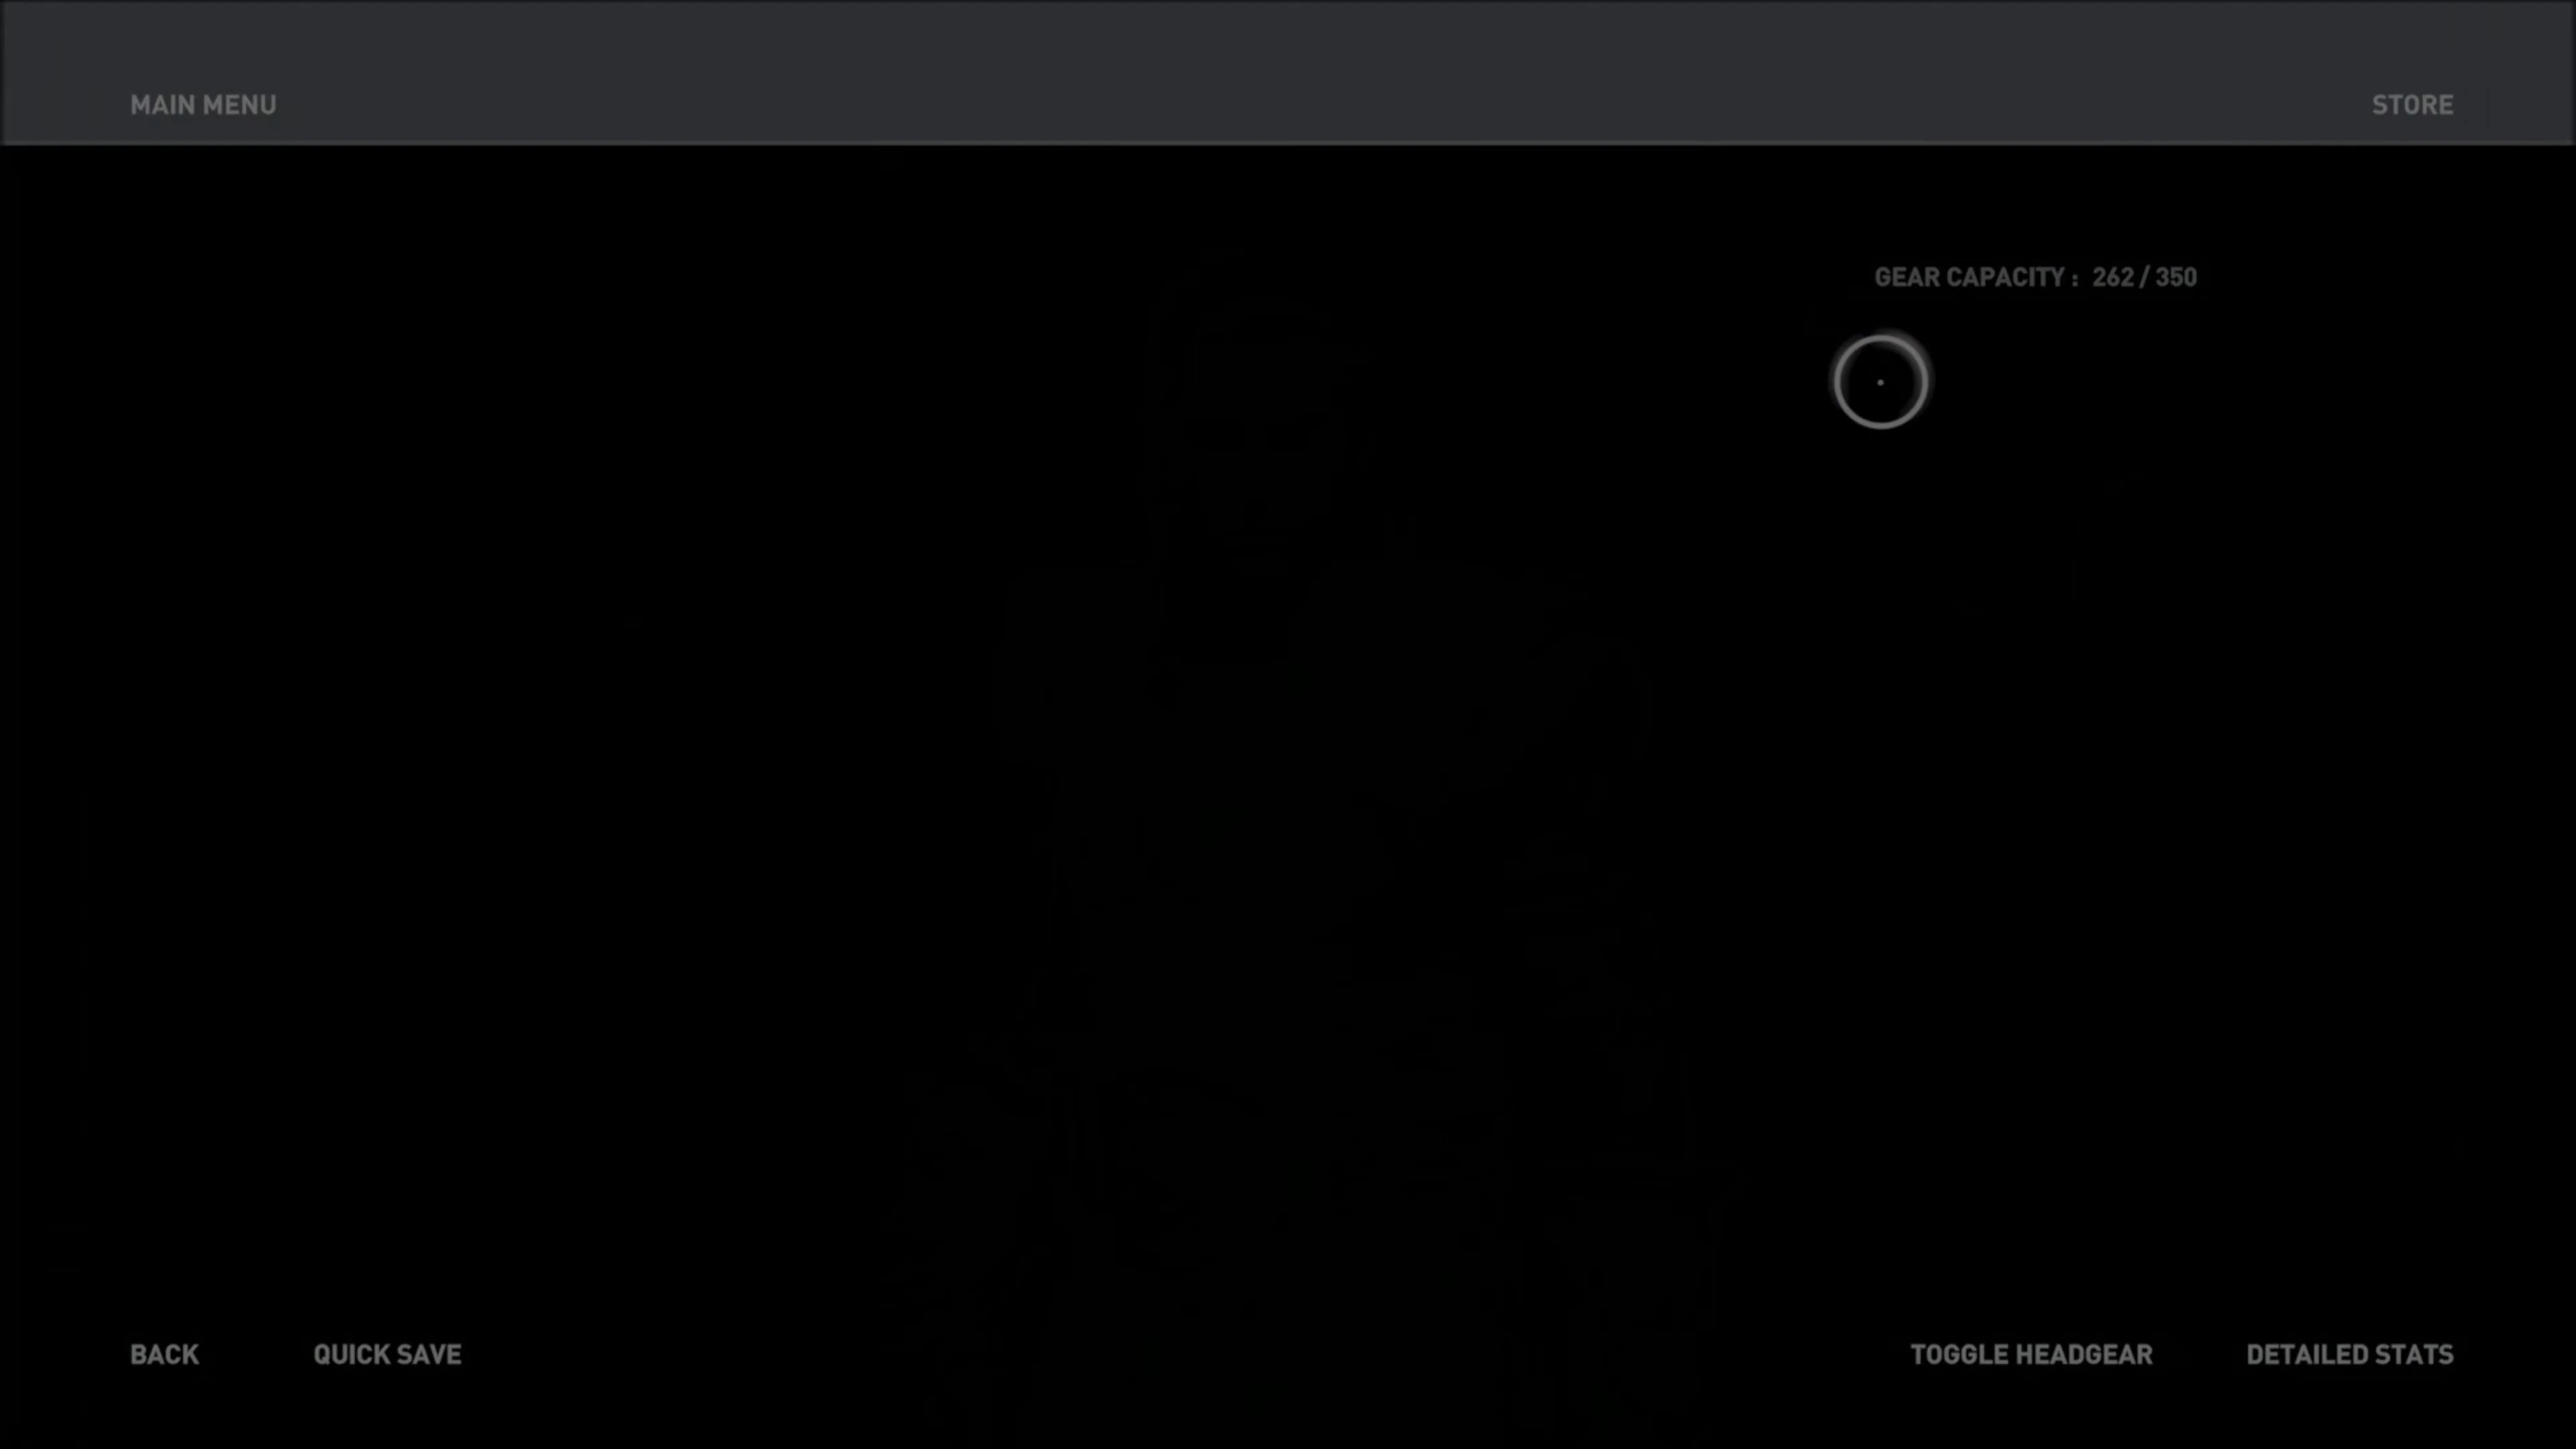 MAIN MENU
STORE
GEAR CAPACITY : 262 / 350
BACK
QUICK SAVE
TOGGLE HEADGEAR
DETAILED STATS